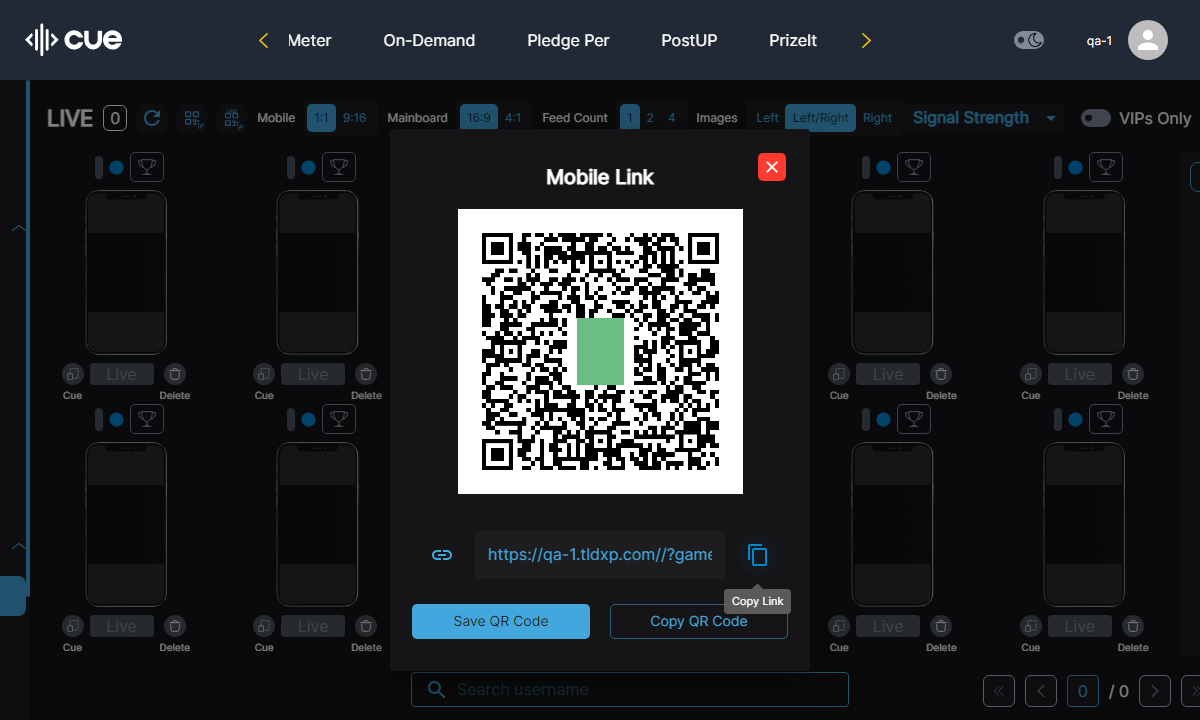 cue
Meter On-Demand Pledge Per PostUP PrizeIt
qa-1
LIVE 0 Mobile 1:1 9:16 Mainboard 16:9 4:1 Feed Count 1 2 4 Images Left Left/Right Right Signal Strength VIPs Only
Mobile Link
Live Live Live Live
Cue Delete Cue Delete Cue Delete Cue Delete
https://qa-1.tldxp.com//?game
Copy Link
Save QR Code Copy QR Code
Live Live Live Live
Cue Delete Cue Delete Cue Delete Cue Delete
Search username
0 / 0